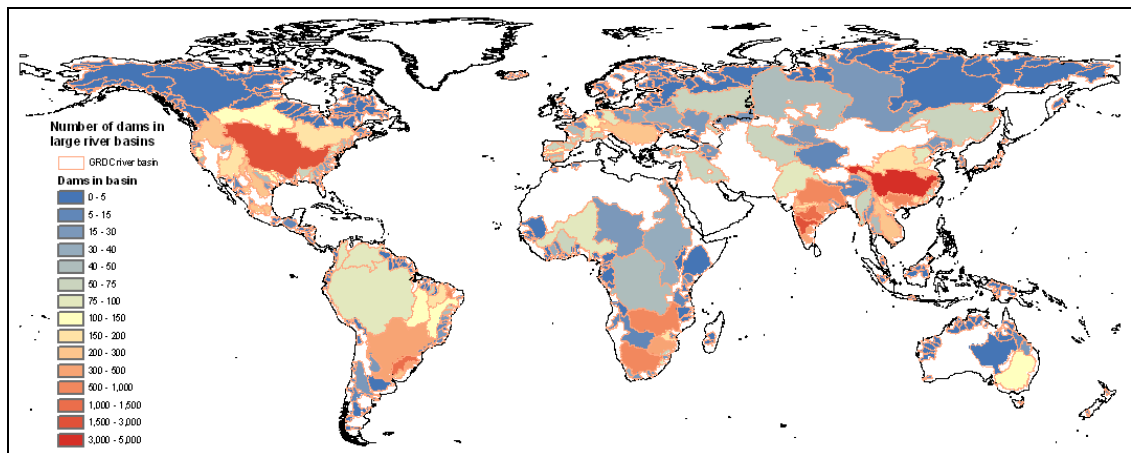 Number of dams in
large river basins
GRDC river basin
Dams in basin
0 - 5
5 - 15
15 - 30
30 - 40
40 - 50
50 - 75
75 - 100
100 - 150
150 - 200
200 - 300
300 - 500
500 - 1,000
1,000 - 1,500
1,500 - 3,000
3,000 - 5,000